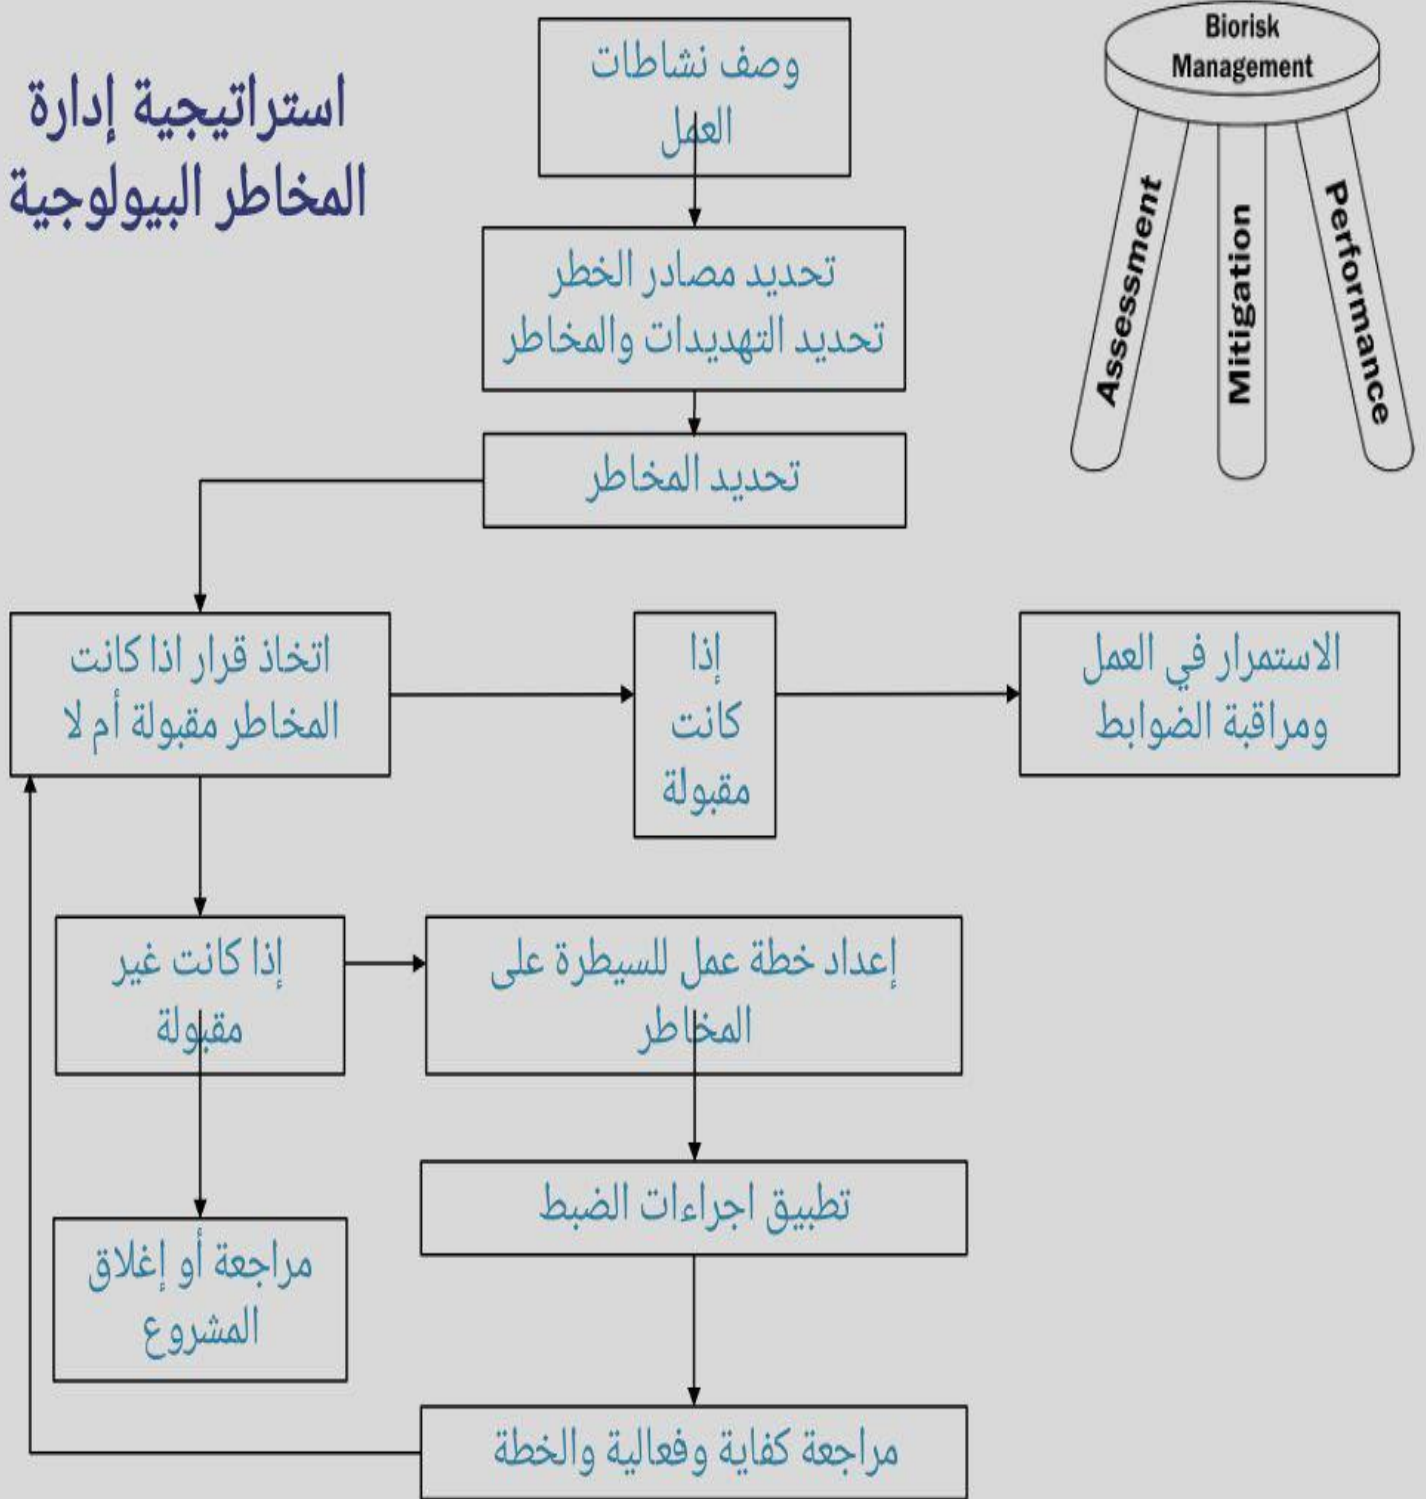 استراتيجية إدارة
المخاطر البيولوجية
وصف نشاطات
العمل
Biorisk
Management
Assessment
Mitigation
Performance
تحديد مصادر الخطر
تحديد التهديدات والمخاطر
تحديد المخاطر
اتخاذ قرار اذا كانت
المخاطر مقبولة أم لا
إذا
كانت
مقبولة
الاستمرار في العمل
ومراقبة الضوابط
إذا كانت غير
مقبولة
إعداد خطة عمل للسيطرة على
المخاطر
تطبيق اجراءات الضبط
مراجعة أو إغلاق
المشروع
مراجعة كفاية وفعالية والخطة